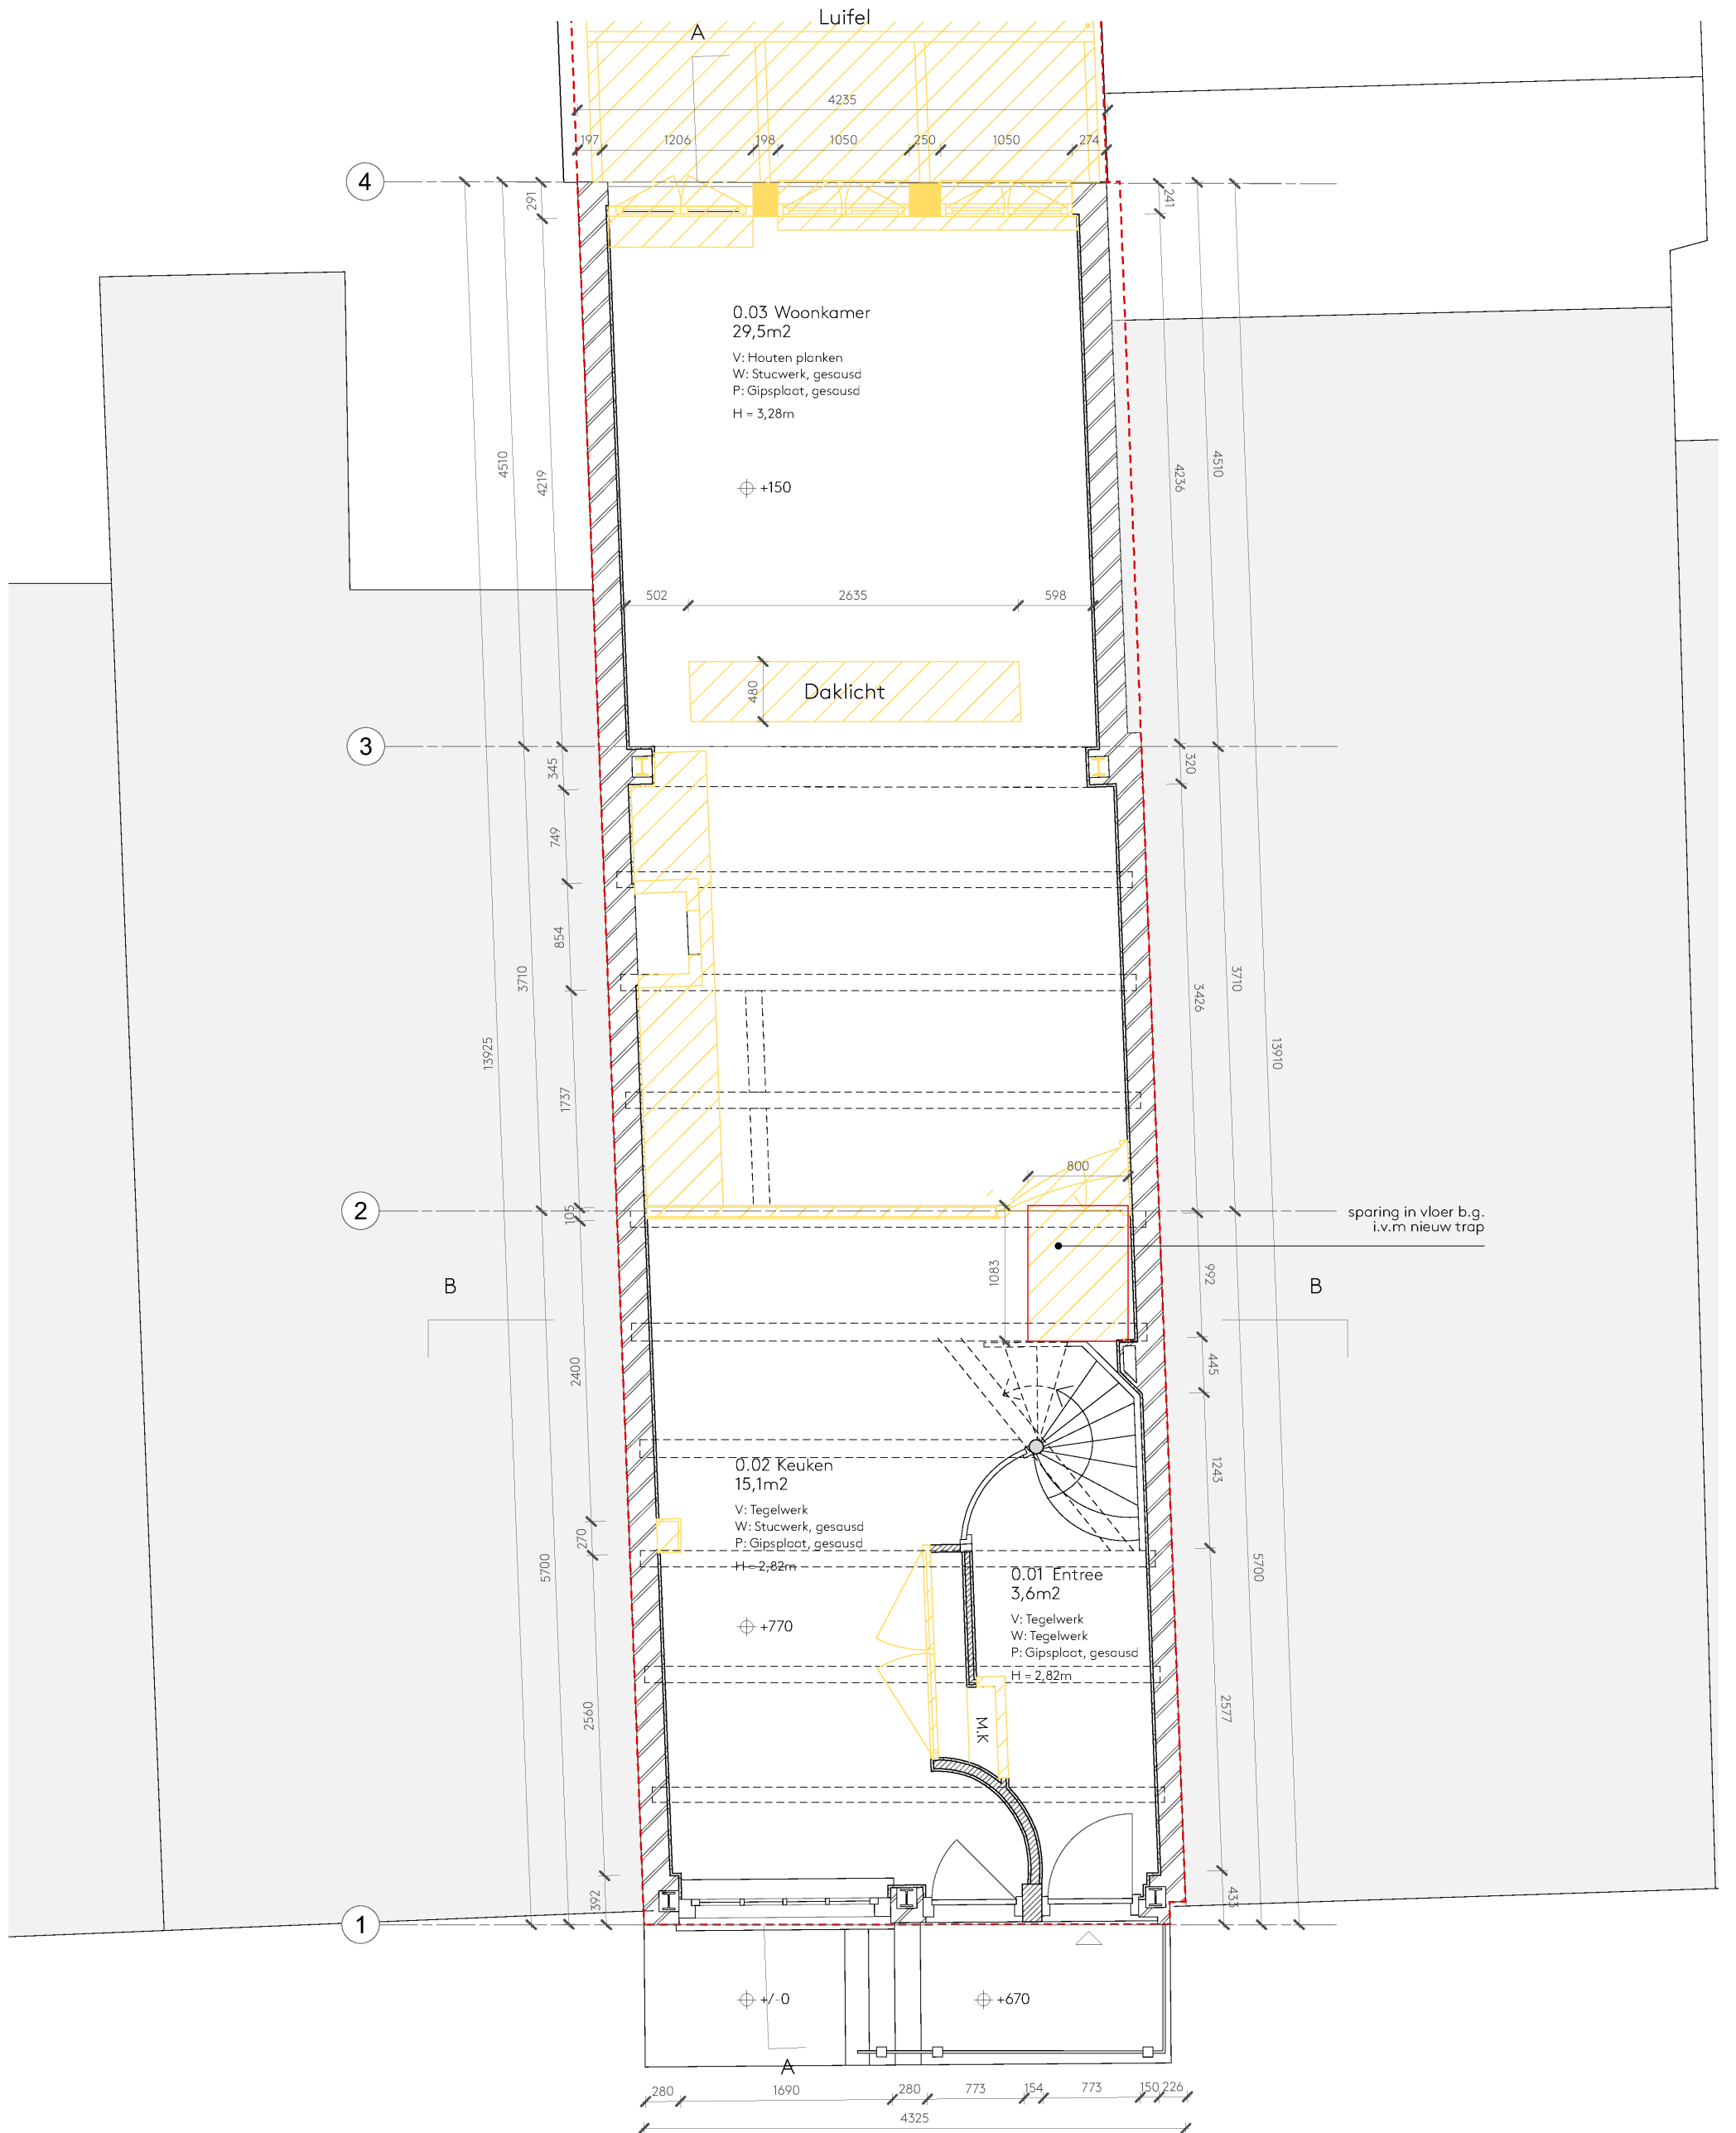 Luifel
A
4235
197
1206
198
1050
250
1050
274
4
291
241
0.03 Woonkamer
29,5m2
V: Houten planken
W: Stucwerk, gesausd
P: Gipsplaat, gesausd
H = 3,28m
4510
4219
4236
4510
+150
502
2635
598
480
Daklicht
3
345
320
749
854
3710
3426
3710
13925
13910
1737
800
2
105
sparing in vloer b.g.
i.v.m nieuw trap
1083
992
B
B
2400
445
1243
0.02 Keuken
15,1m2
V: Tegelwerk
W: Stucwerk, gesausd
P: Gipsplaat, gesausd
H = 2,82m
270
5700
5700
0.01 Entree
3,6m2
V: Tegelwerk
W: Tegelwerk
P: Gipsplaat, gesausd
H = 2,82m
+770
2560
2577
M.K
392
433
1
+/-0
+670
A
280
1690
280
773
154
773
150
226
4325